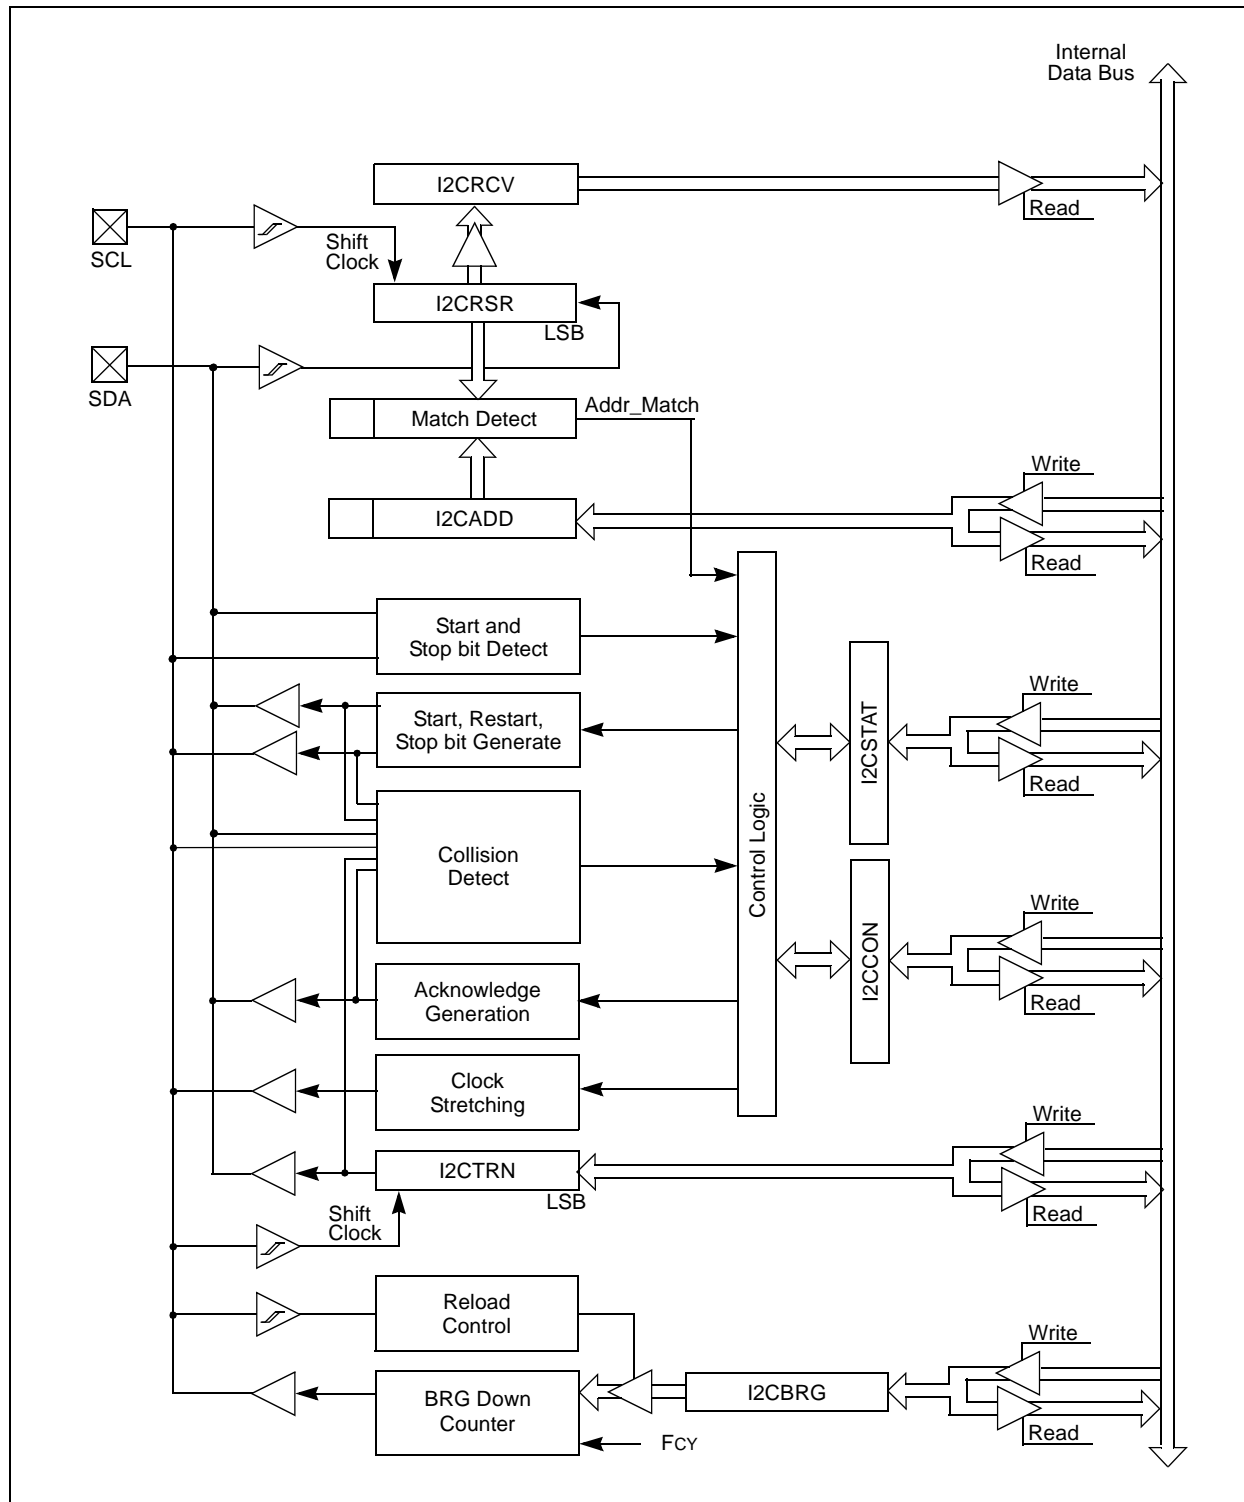 Internal
Data Bus
I2CRCV
Read
SCL
Shift
Clock
I2CRSR
LSB
SDA
Match Detect
Addr_Match
Write
I2CADD
Read
Start and
Stop bit Detect
Write
Start, Restart,
Stop bit Generate
I2CSTAT
Read
Control Logic
Collision
Detect
Write
I2CCON
Acknowledge
Generation
Read
Clock
Stretching
Write
I2CTRN
LSB
Shift
Clock
Read
Reload
Control
Write
BRG Down
Counter
I2CBRG
Read
FCY